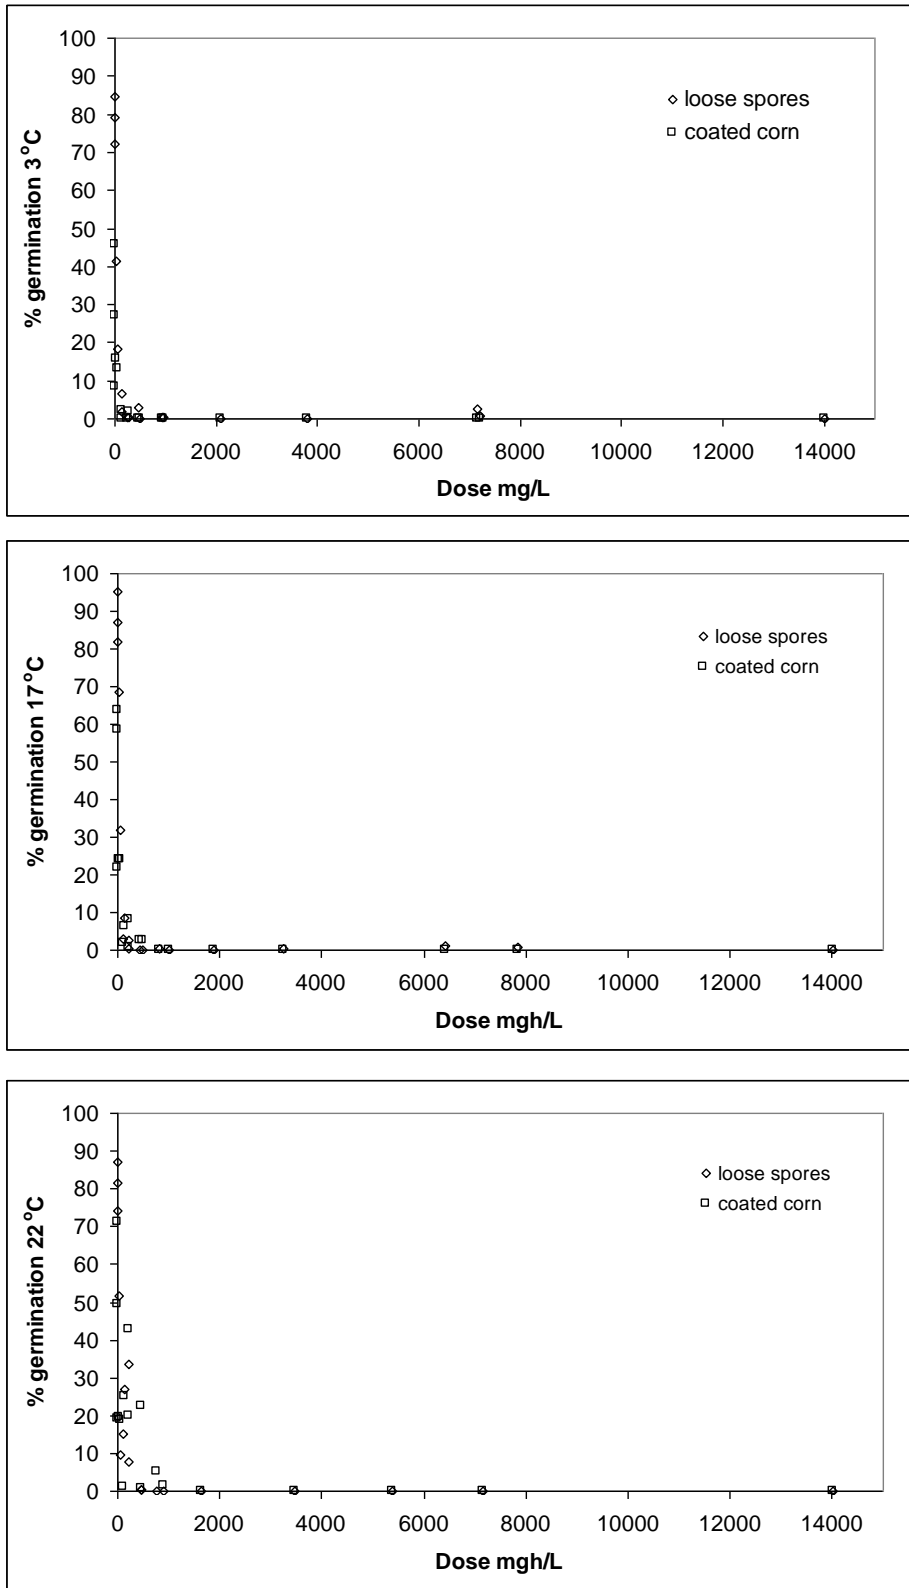 100
90
80
70
60
50
40
30
20
10
0
% germination 3°C
loose spores
coated corn
0 2000 4000 6000 8000 10000 12000 14000
Dose mg/L
100
90
80
70
60
50
40
30
20
10
0
% germination 17°C
loose spores
coated corn
0 2000 4000 6000 8000 10000 12000 14000
Dose mgh/L
100
90
80
70
60
50
40
30
20
10
0
% germination 22°C
loose spores
coated corn
0 2000 4000 6000 8000 10000 12000 14000
Dose mgh/L